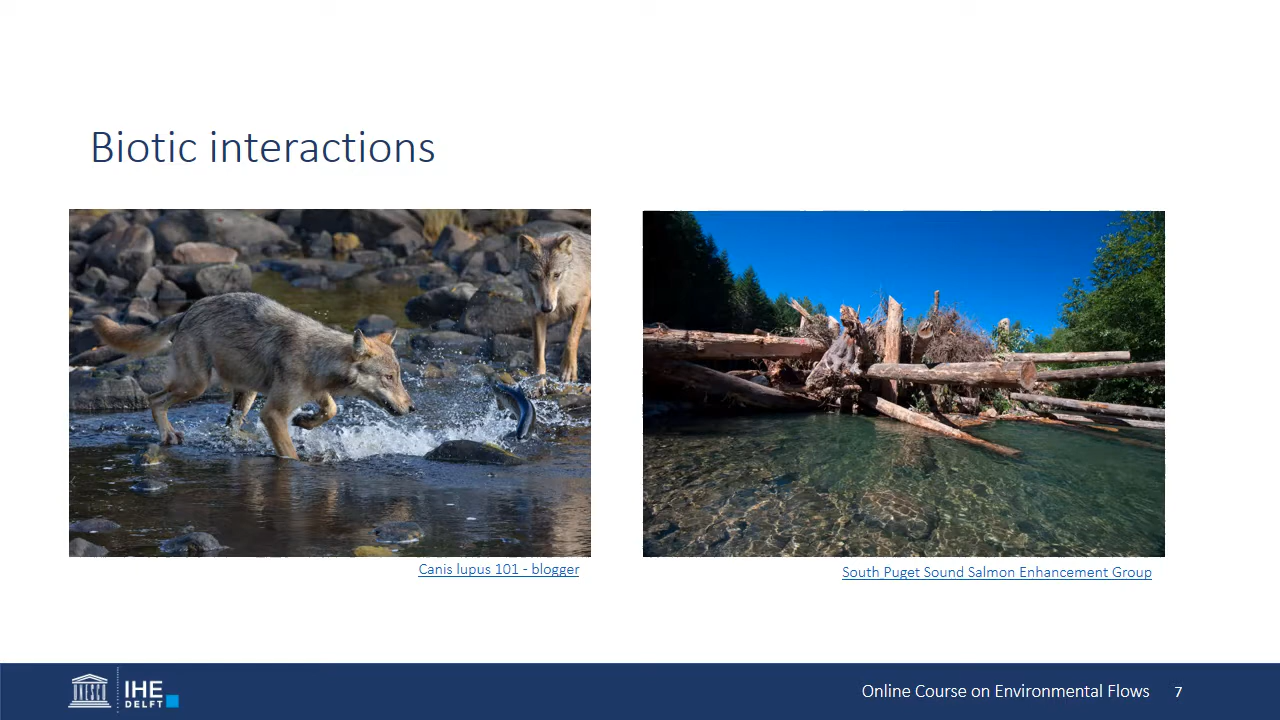 Biotic interactions
Canis lupus 101 - blogger
South Puget Sound Salmon Enhancement Group
UNESCO
IHE
DELFT
Online Course on Environmental Flows 7